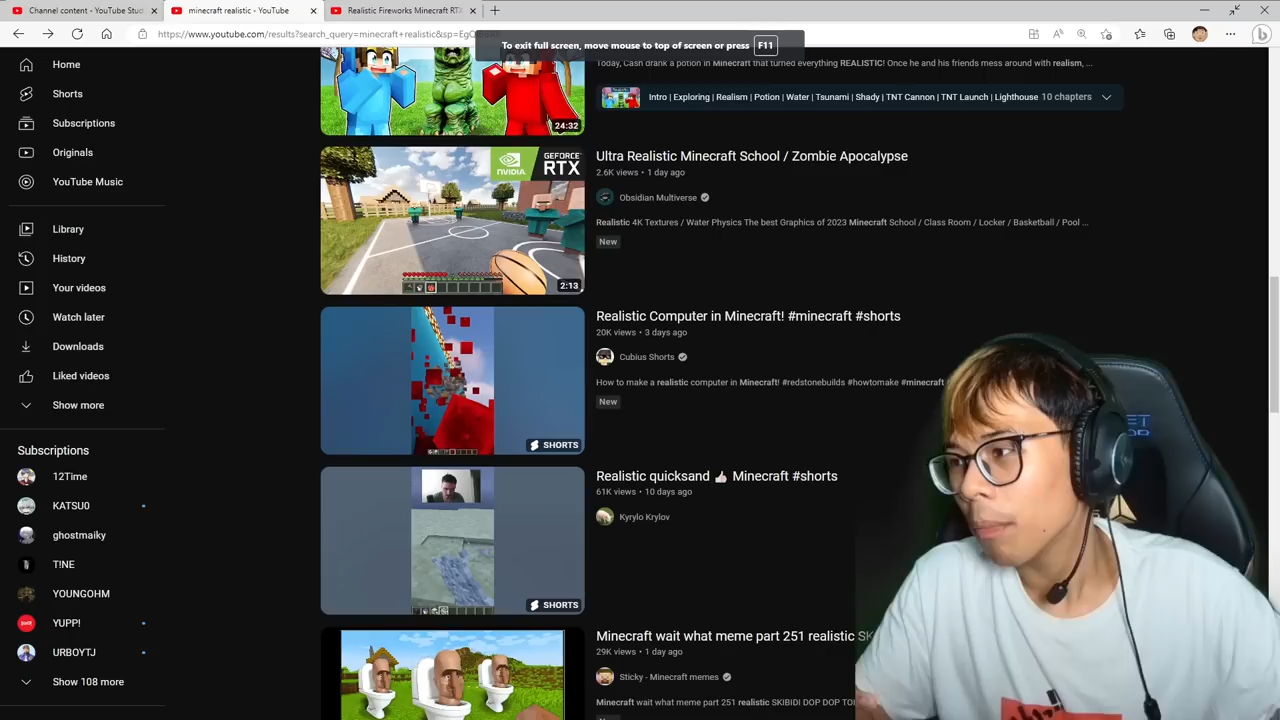 Channel content - YouTube Stud
minecraft realistic - YouTube
Realistic Fireworks Minecraft RTX
https://www.youtube.com/results?search_query=minecraft+realistic&sp=EgQ
To exit full screen, move mouse to top of screen or press F11
Home
Shorts
Subscriptions
Originals
YouTube Music
Library
History
Your videos
Watch later
Downloads
Liked videos
Show more
Subscriptions
12Time
KATSU0
ghostmaiky
T!NE
YOUNGOHM
YUPP!
URBOYTJ
Show 108 more
Today, Cash drank a potion in Minecraft that turned everything REALISTIC! Once he and his friends mess around with realism, ...
Intro | Exploring | Realism | Potion | Water | Tsunami | Shady | TNT Cannon | TNT Launch | Lighthouse 10 chapters
24:32
NVIDIA
GEFORCE
RTX
2:13
Ultra Realistic Minecraft School / Zombie Apocalypse
2.6K views • 1 day ago
Obsidian Multiverse
Realistic 4K Textures / Water Physics The best Graphics of 2023 Minecraft School / Class Room / Locker / Basketball / Pool ...
New
SHORTS
Realistic Computer in Minecraft! #minecraft #shorts
20K views • 3 days ago
Cubius Shorts
How to make a realistic computer in Minecraft! #redstonebuilds #howtomake #minecraft
New
SHORTS
Realistic quicksand 👍🏻 Minecraft #shorts
61K views • 10 days ago
Kyrylo Krylov
Minecraft wait what meme part 251 realistic SK
29K views • 1 day ago
Sticky - Minecraft memes
Minecraft wait what meme part 251 realistic SKIBIDI DOP DOP TOI